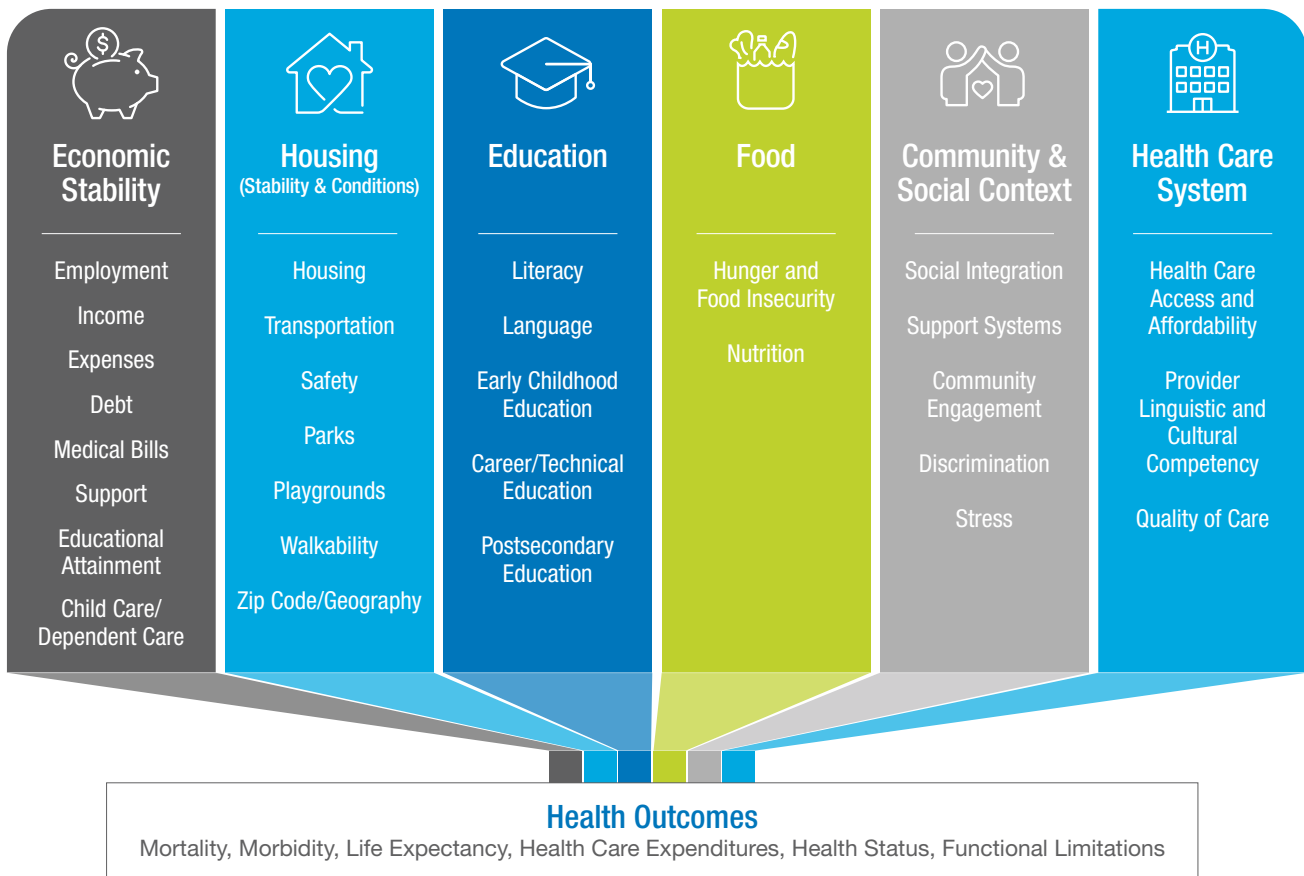 $
Economic
Stability
Employment
Income
Expenses
Debt
Medical Bills
Support
Educational
Attainment
Child Care/
Dependent Care
Housing
(Stability & Conditions)
Housing
Transportation
Safety
Parks
Playgrounds
Walkability
Zip Code/Geography
Education
Literacy
Language
Early Childhood
Education
Career/Technical
Education
Postsecondary
Education
Food
Hunger and
Food Insecurity
Nutrition
Community &
Social Context
Social Integration
Support Systems
Community
Engagement
Discrimination
Stress
H
Health Care
System
Health Care
Access and
Affordability
Provider
Linguistic and
Cultural
Competency
Quality of Care
Health Outcomes
Mortality, Morbidity, Life Expectancy, Health Care Expenditures, Health Status, Functional Limitations